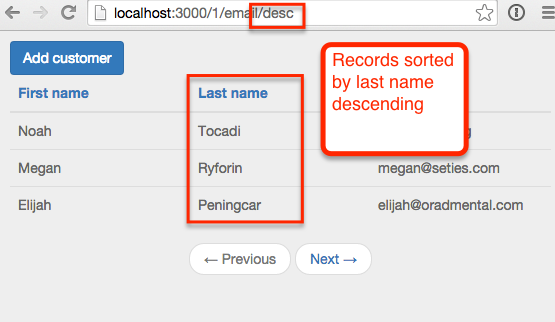 localhost:3000/1/email/desc
Add customer
First name Last name
Records sorted
by last name
descending
Noah Tocadi
Megan Ryforin megan@seties.com
Elijah Peningcar elijah@oradmental.com
← Previous Next →